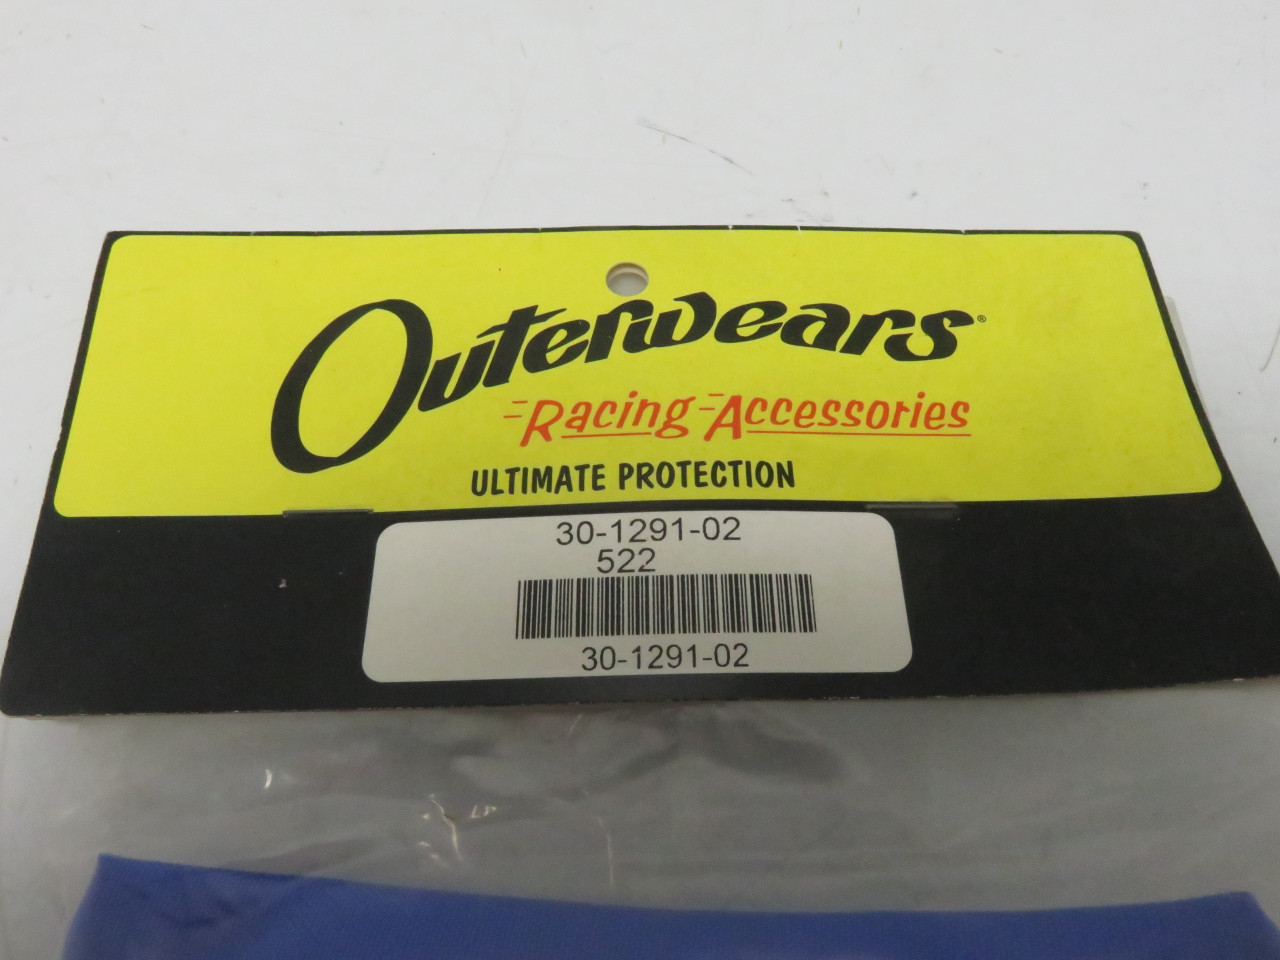 Outerwears®
Racing Accessories
ULTIMATE PROTECTION
30-1291-02
522
30-1291-02